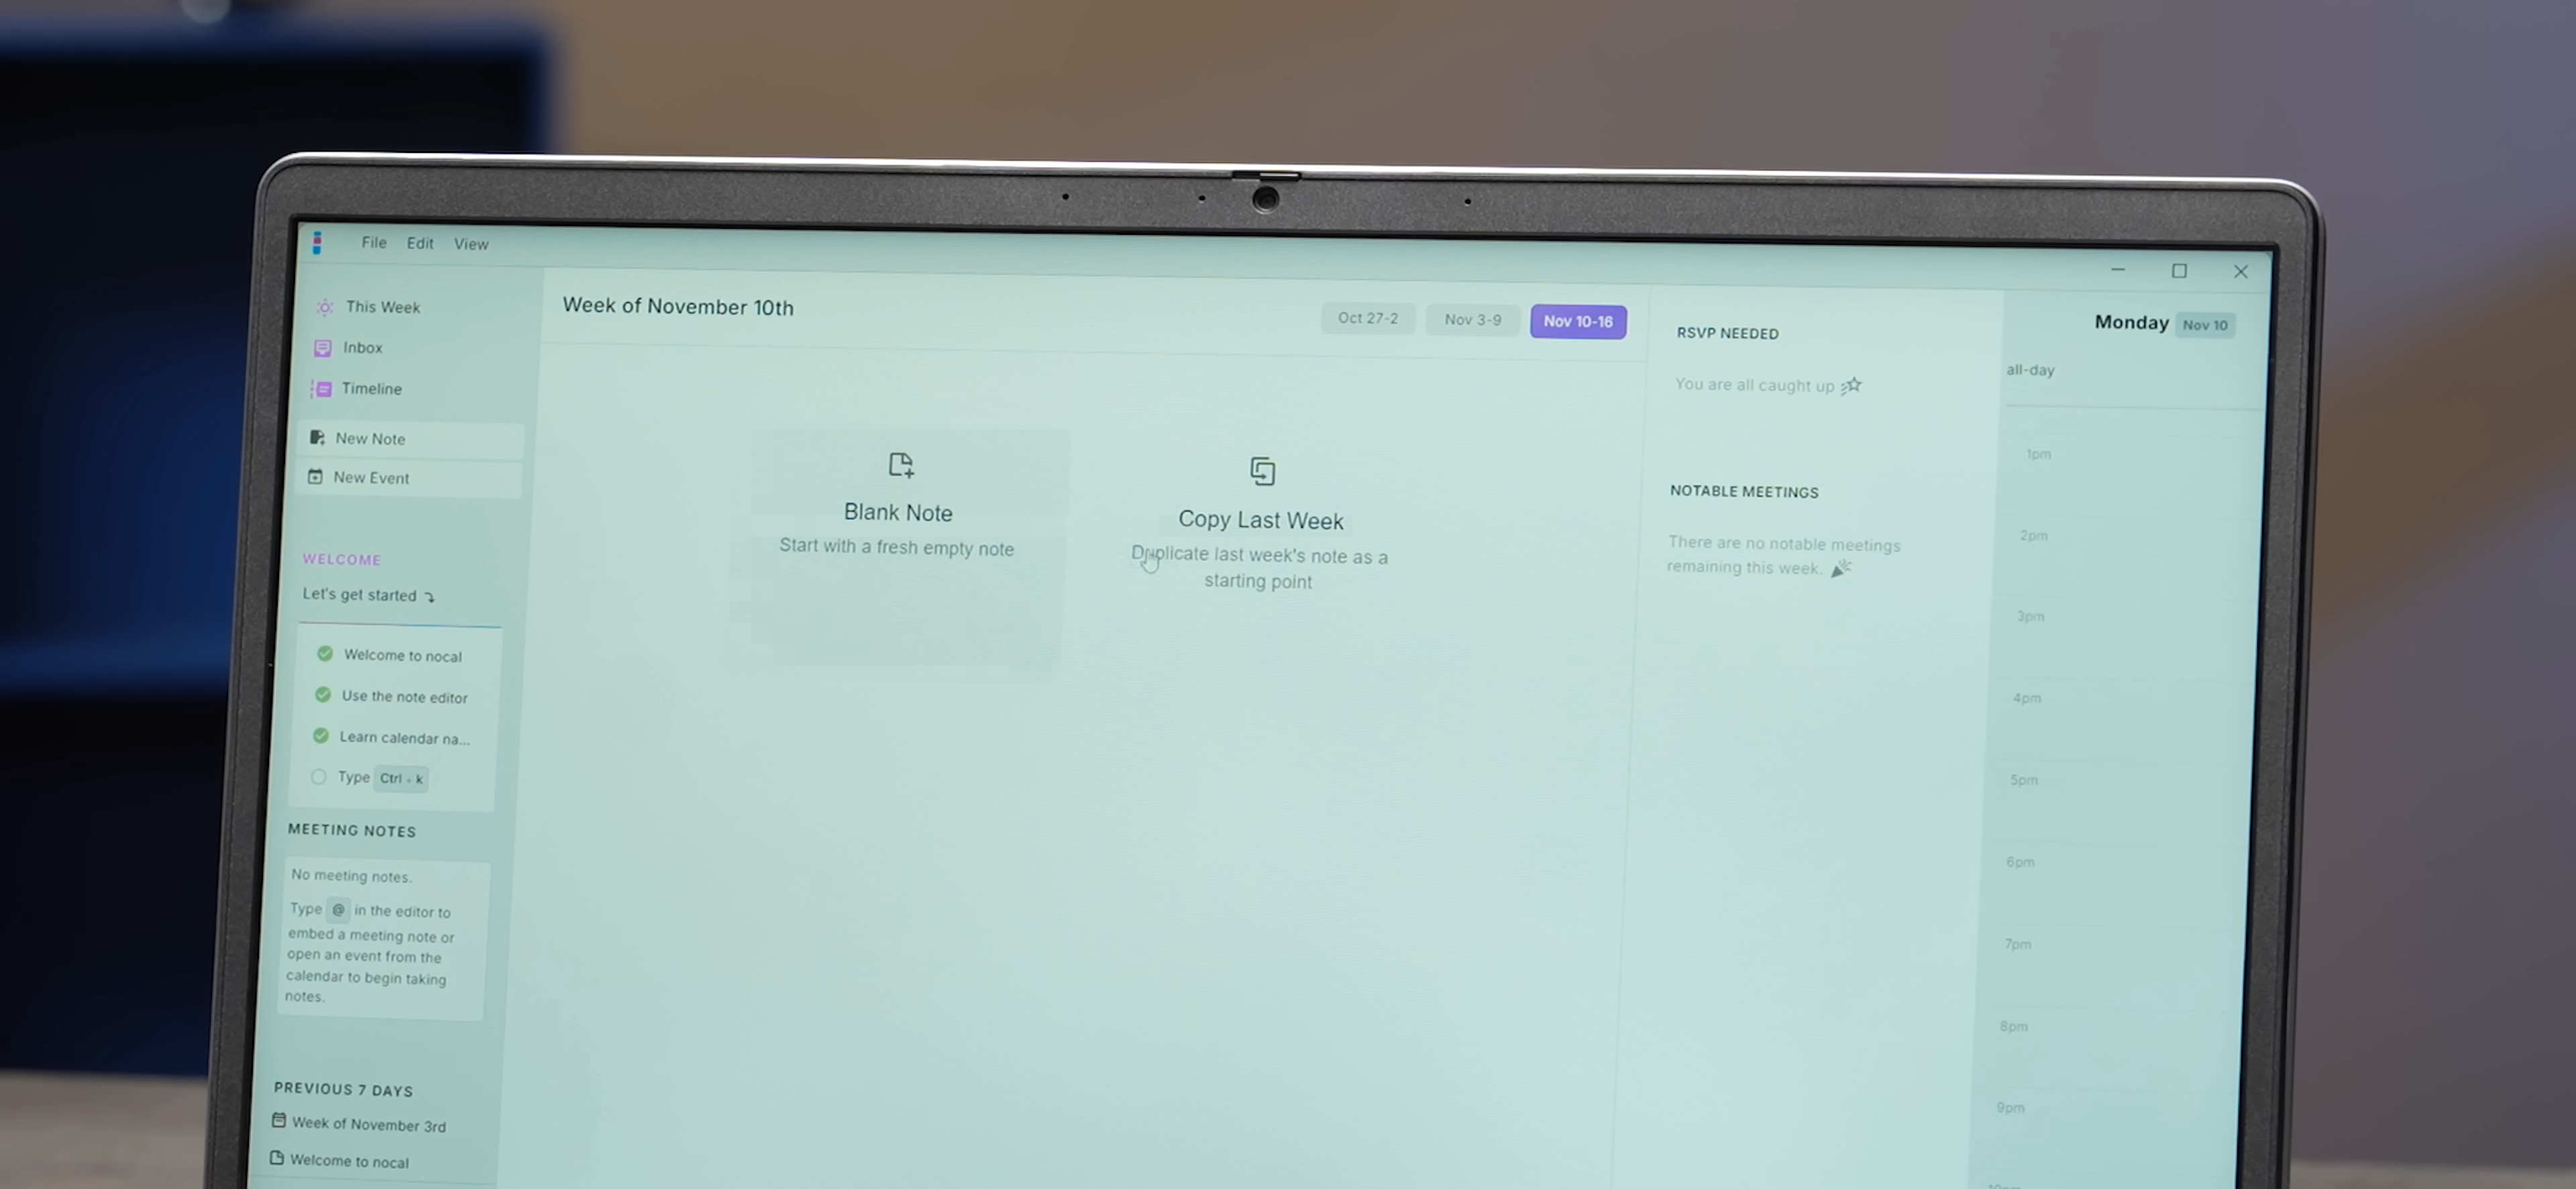 File Edit View
This Week
Inbox
Timeline
New Note
New Event
WELCOME
Let's get started
Welcome to nocal
Use the note editor
Learn calendar na...
Type Ctrl + k
MEETING NOTES
No meeting notes.
Type @ in the editor to
embed a meeting note or
open an event from the
calendar to begin taking
notes.
PREVIOUS 7 DAYS
Week of November 3rd
Welcome to nocal
Week of November 10th
Oct 27-2 Nov 3-9 Nov 10-16
Blank Note
Start with a fresh empty note
Copy Last Week
Duplicate last week's note as a
starting point
RSVP NEEDED
You are all caught up
NOTABLE MEETINGS
There are no notable meetings
remaining this week.
Monday Nov 10
all-day
1pm
2pm
3pm
4pm
5pm
6pm
7pm
8pm
9pm